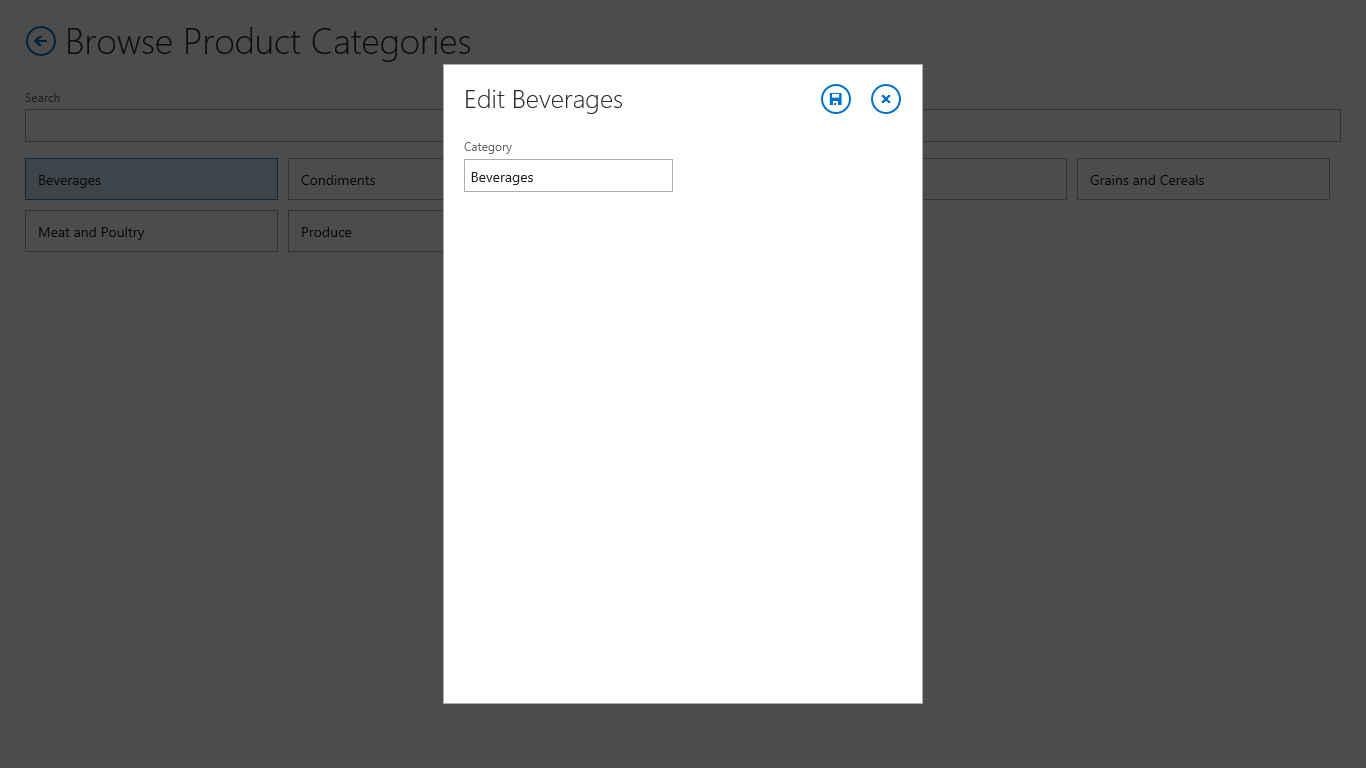 Browse Product Categories
Search
Beverages
Condiments
Grains and Cereals
Meat and Poultry
Produce
Edit Beverages
Category
Beverages